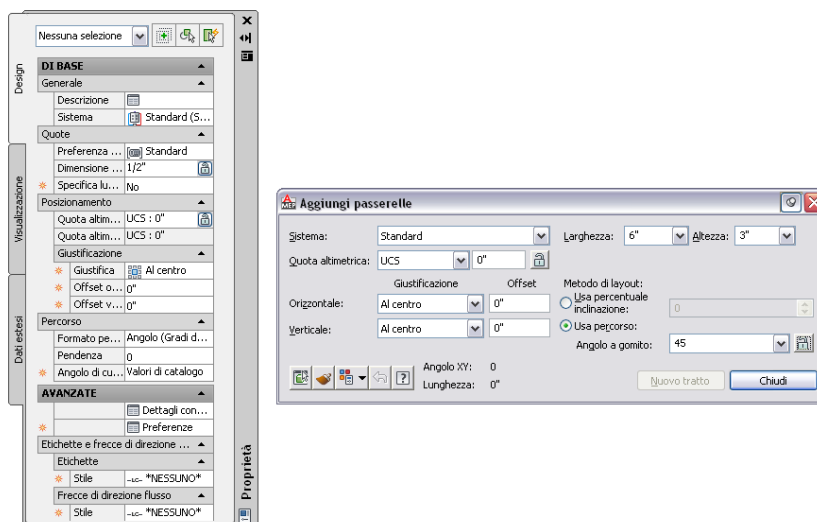 Nessuna selezione
Design
Visualizzazione
Dati estesi
Proprietà
DI BASE
Generale
Descrizione
Sistema Standard (S...
Quote
Preferenza ... Standard
Dimensione ... 1/2"
Specifica lu... No
Posizionamento
Quota altim... UCS : 0"
Quota altim... UCS : 0"
Giustificazione
Giustifica Al centro
Offset o... 0"
Offset v... 0"
Percorso
Formato pe... Angolo (Gradi d...
Pendenza 0
Angolo di cu... Valori di catalogo
AVANZATE
Dettagli con...
Preferenze
Etichette e frecce di direzione ...
Etichette
Stile *NESSUNO*
Frecce di direzione flusso
Stile *NESSUNO*
Aggiungi passerelle
Sistema: Standard Larghezza: 6" Altezza: 3"
Quota altimetrica: UCS 0"
Giustificazione Offset Metodo di layout:
Orizzontale: Al centro 0" Usa percentuale inclinazione: 0
Verticale: Al centro 0" Usa percorso:
Angolo a gomito: 45
Angolo XY: 0
Lunghezza: 0"
Nuovo tratto Chiudi